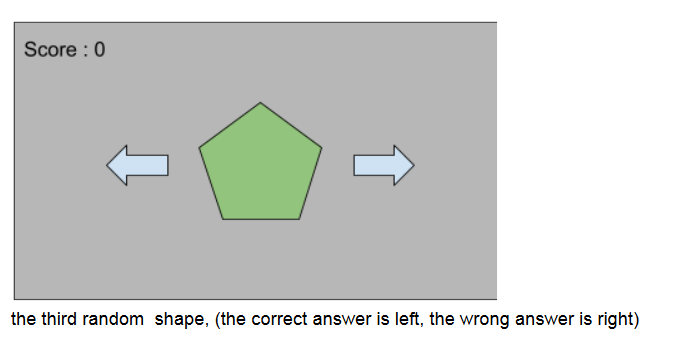 Score : 0
the third random  shape, (the correct answer is left, the wrong answer is right)